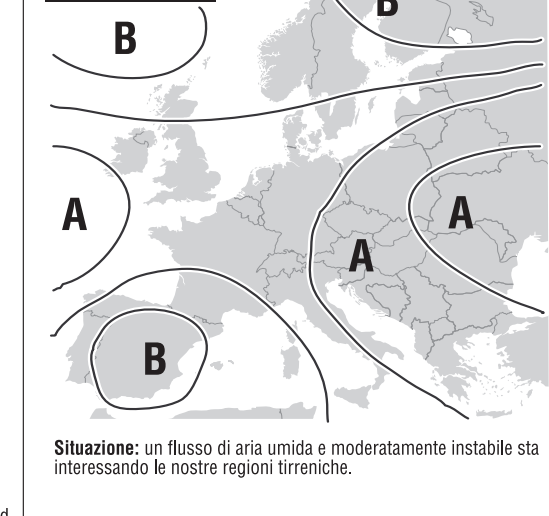 B
B
A
A
A
B
Situazione: un flusso di aria umida e moderatamente instabile sta
interessando le nostre regioni tirreniche.
d